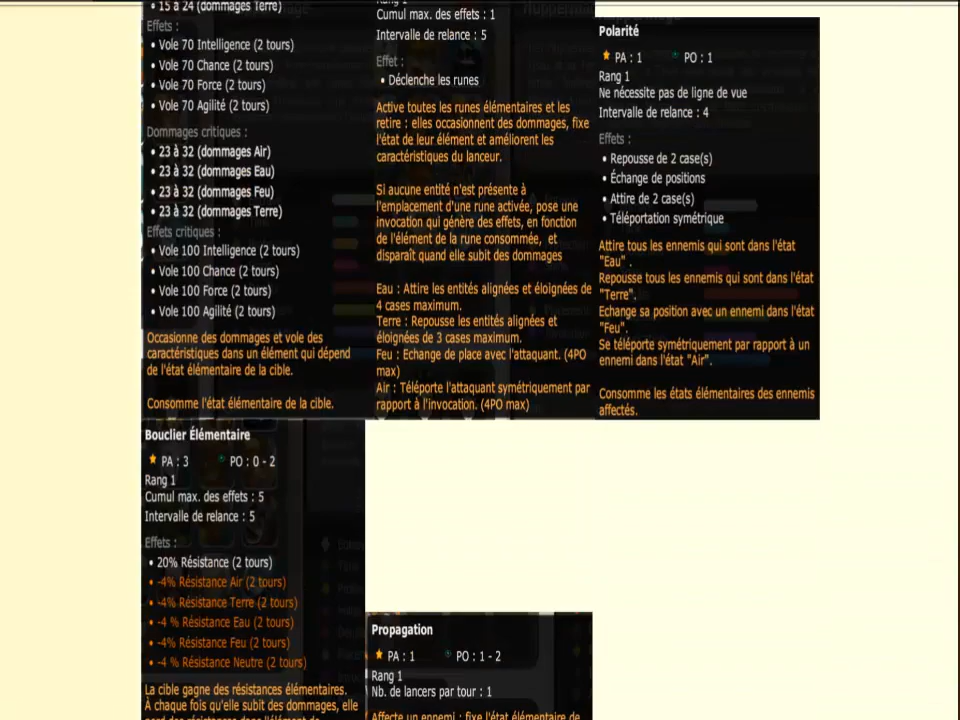 • 15 à 24 (dommages Terre)
Effets :
• Vole 70 Intelligence (2 tours)
• Vole 70 Chance (2 tours)
• Vole 70 Force (2 tours)
• Vole 70 Agilité (2 tours)
Dommages critiques :
• 23 à 32 (dommages Air)
• 23 à 32 (dommages Eau)
• 23 à 32 (dommages Feu)
• 23 à 32 (dommages Terre)
Effets critiques :
• Vole 100 Intelligence (2 tours)
• Vole 100 Chance (2 tours)
• Vole 100 Force (2 tours)
• Vole 100 Agilité (2 tours)
Occasionne des dommages et vole des
caractéristiques dans un élément qui dépend
de l'état élémentaire de la cible.
Consomme l'état élémentaire de la cible.
Rang 1
Cumul max. des effets : 1
Intervalle de relance : 5
Effet :
• Déclenche les runes
Active toutes les runes élémentaires et les
retire : elles occasionnent des dommages, fixe
l'état de leur élément et améliorent les
caractéristiques du lanceur.
Si aucune entité n'est présente à
l'emplacement d'une rune activée, pose une
invocation qui génère des effets, en fonction
de l'élément de la rune consommée, et
disparaît quand elle subit des dommages
Eau : Attire les entités alignées et éloignées de
4 cases maximum.
Terre : Repousse les entités alignées et
éloignées de 3 cases maximum.
Feu : Echange de place avec l'attaquant. (4PO
max)
Air : Téléporte l'attaquant symétriquement par
rapport à l'invocation. (4PO max)
Polarité
PA : 1 PO : 1
Rang 1
Ne nécessite pas de ligne de vue
Intervalle de relance : 4
Effets :
• Repousse de 2 case(s)
• Échange de positions
• Attire de 2 case(s)
• Téléportation symétrique
Attire tous les ennemis qui sont dans l'état
"Eau" .
Repousse tous les ennemis qui sont dans l'état
"Terre".
Echange sa position avec un ennemi dans l'état
"Feu".
Se téléporte symétriquement par rapport à un
ennemi dans l'état "Air".
Consomme les états élémentaires des ennemis
affectés.
Bouclier Élémentaire
PA : 3 PO : 0 - 2
Rang 1
Cumul max. des effets : 5
Intervalle de relance : 5
Effets :
• 20% Résistance (2 tours)
• -4% Résistance Air (2 tours)
• -4% Résistance Terre (2 tours)
• -4 % Résistance Eau (2 tours)
• -4% Résistance Feu (2 tours)
• -4 % Résistance Neutre (2 tours)
La cible gagne des résistances élémentaires.
À chaque fois qu'elle subit des dommages, elle
perd des résistances dans l'élément de
Propagation
PA : 1 PO : 1 - 2
Rang 1
Nb. de lancers par tour : 1
Affecte un ennemi : fixe l'état élémentaire de